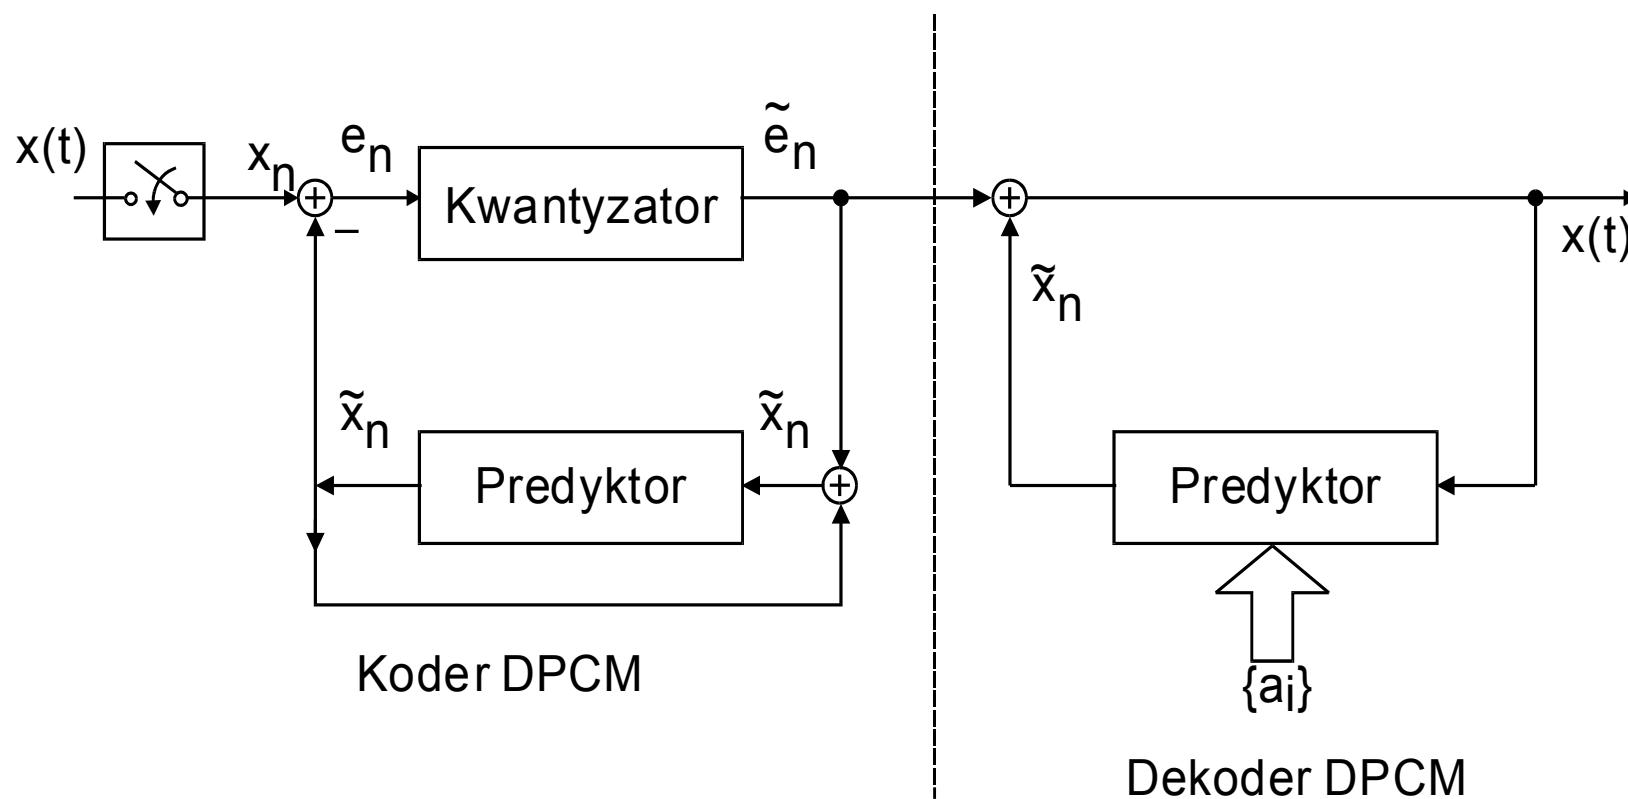 x(t)
xₙ
eₙ
Kwantyzator
ẽₙ
+
–
+
x(t)
x̃ₙ
x̃ₙ
Predyktor
x̃ₙ
+
Predyktor
{aᵢ}
Koder DPCM
Dekoder DPCM